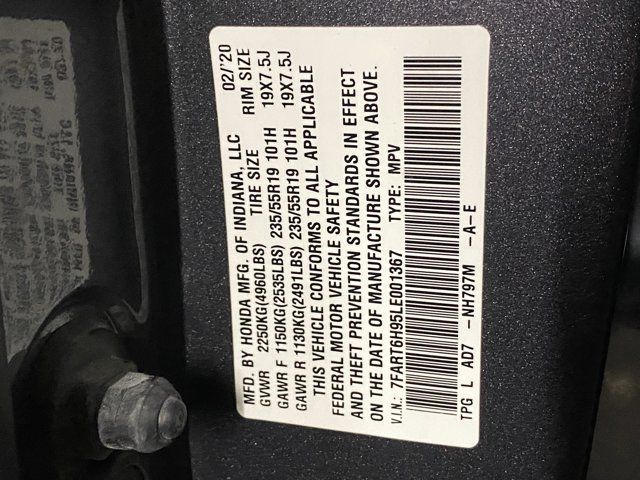 MFD. BY HONDA MFG. OF INDIANA, LLC 02/'20
GVWR 2250KG(4960LBS) TIRE SIZE RIM SIZE
GAWR F 1150KG(2535LBS) 235/55R19 101H 19X7.5J
GAWR R 1130KG(2491LBS) 235/55R19 101H 19X7.5J
THIS VEHICLE CONFORMS TO ALL APPLICABLE
FEDERAL MOTOR VEHICLE SAFETY
AND THEFT PREVENTION STANDARDS IN EFFECT
ON THE DATE OF MANUFACTURE SHOWN ABOVE.
V.I.N.: 7FART6H95LE001367 TYPE: MPV
TPG L AD7 -NH797M -A-E